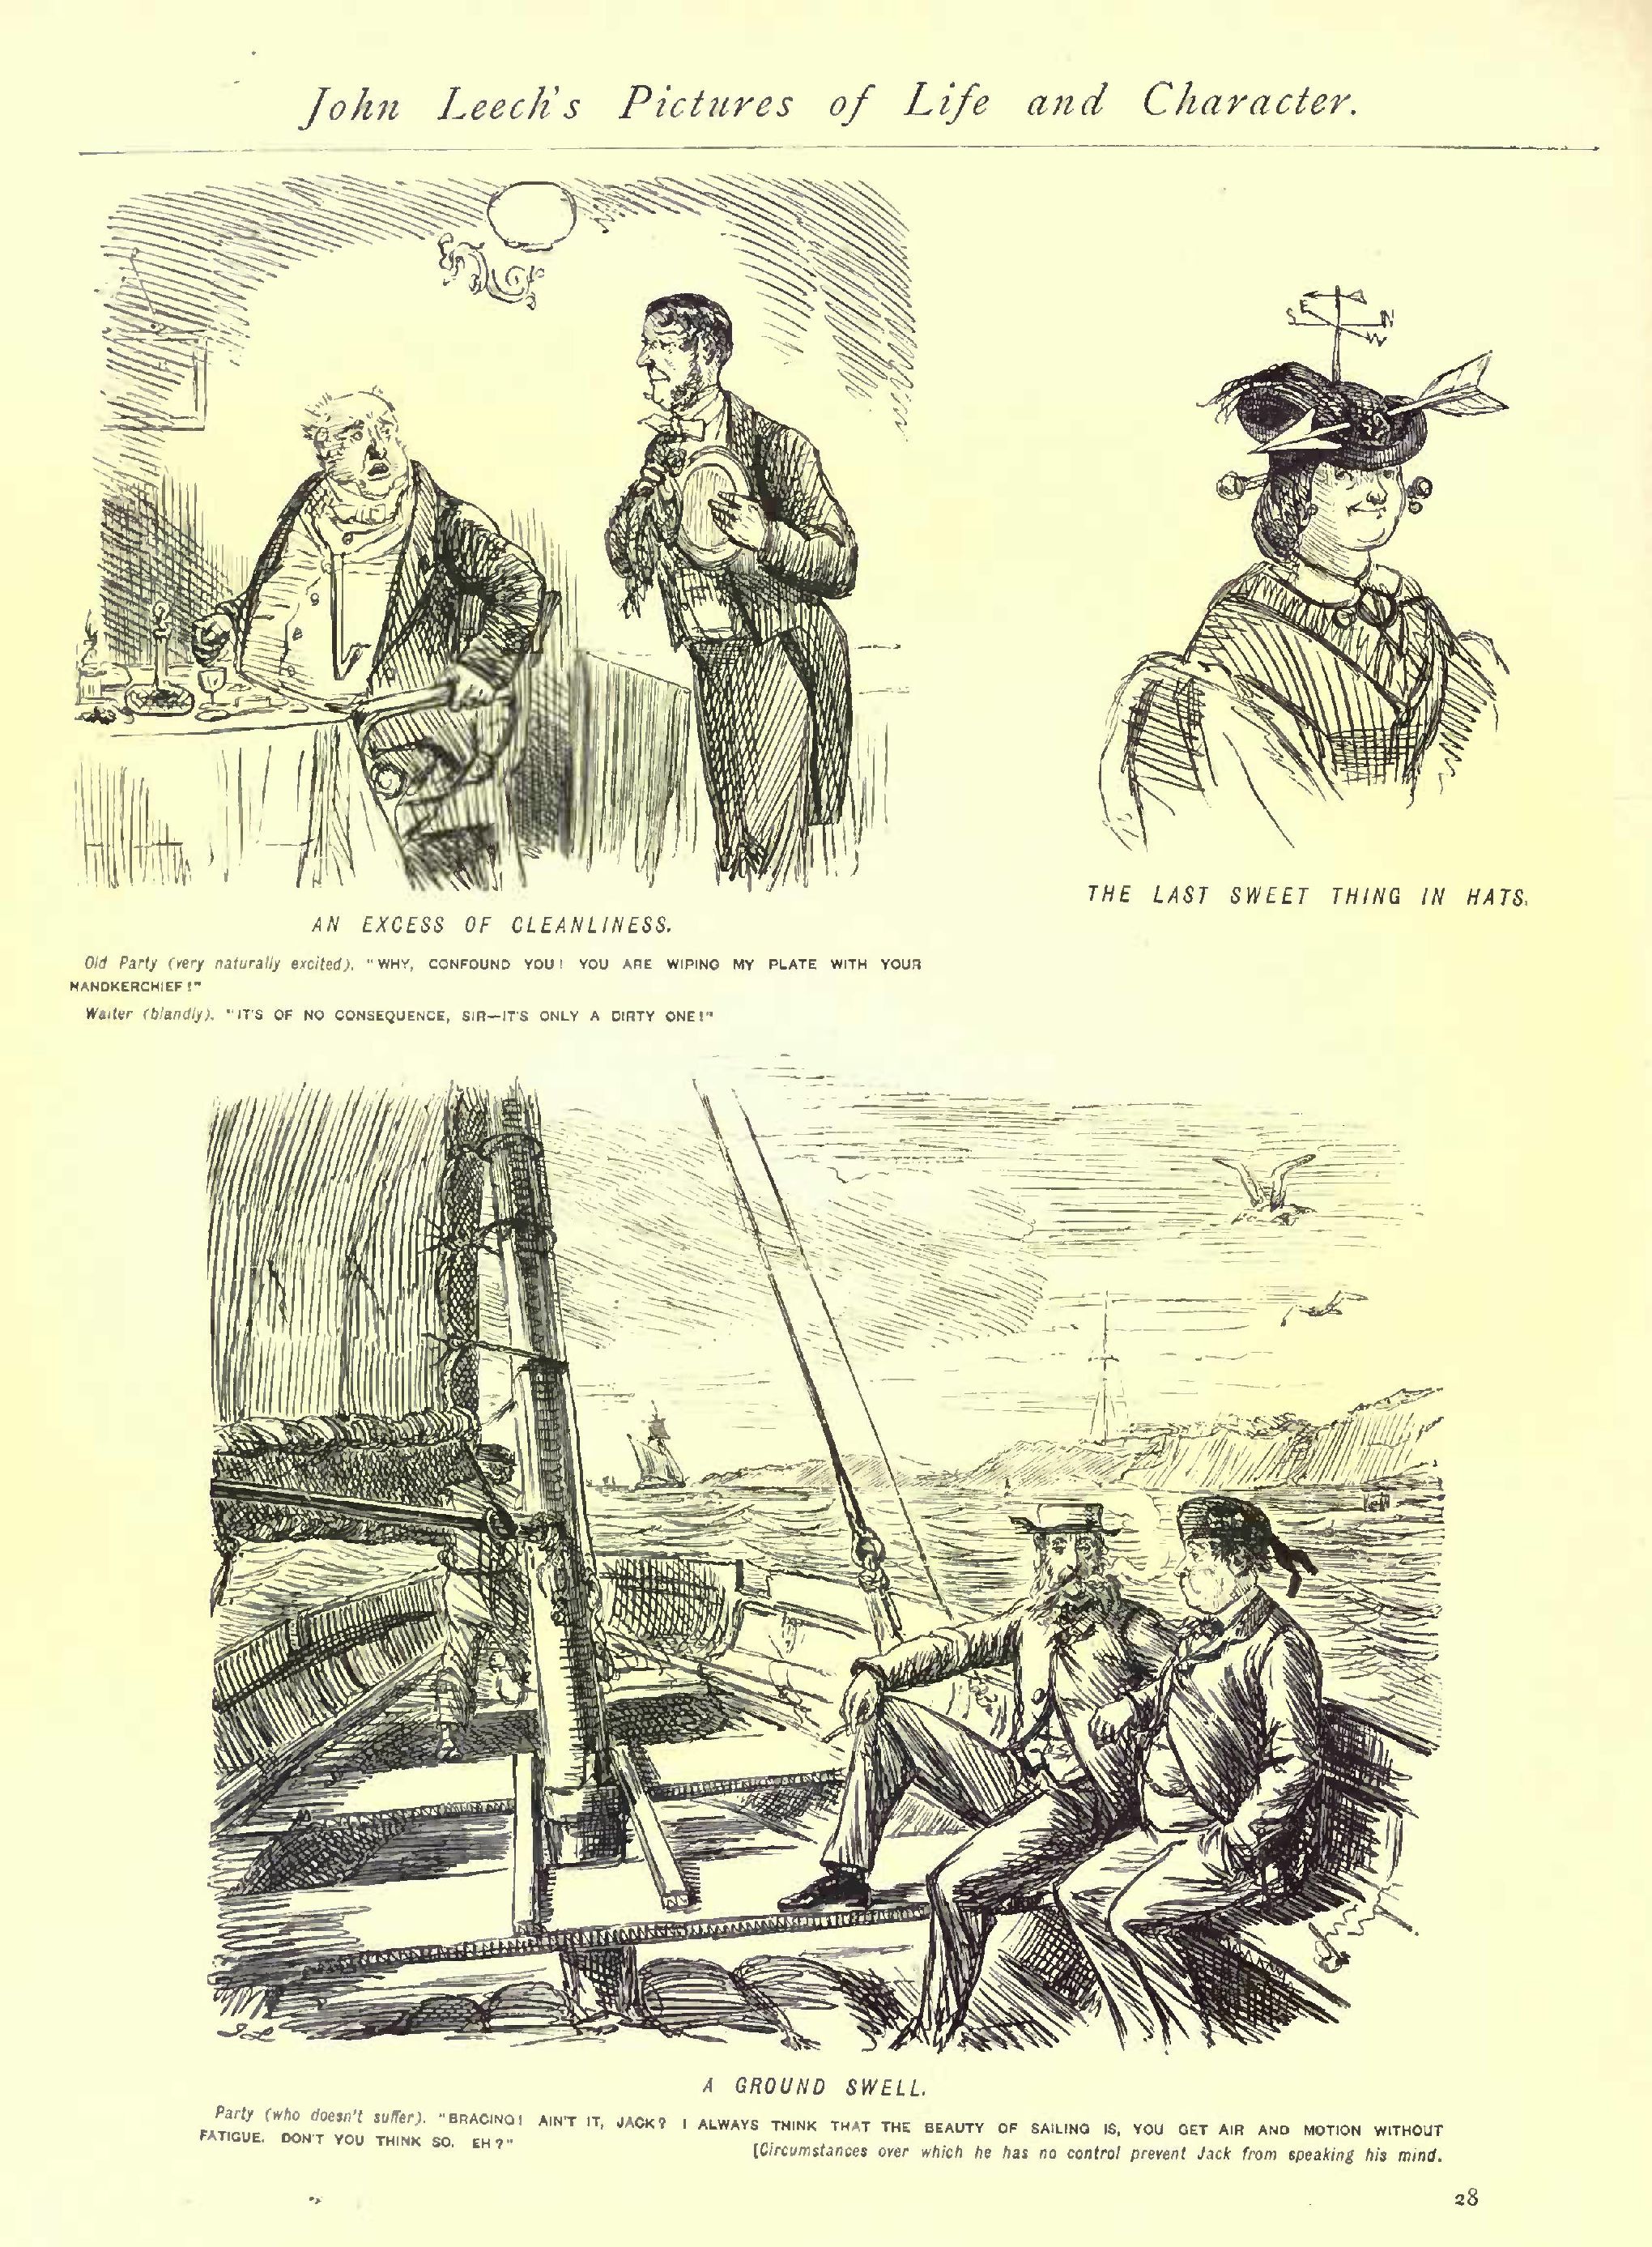 John Leech's Pictures of Life and Character.
E
S N
W
THE LAST SWEET THING IN HATS.
AN EXCESS OF CLEANLINESS.
Old Party (very naturally excited). "WHY, CONFOUND YOU! YOU ARE WIPING MY PLATE WITH YOUR
HANDKERCHIEF!"
Waiter (blandly). "IT'S OF NO CONSEQUENCE, SIR—IT'S ONLY A DIRTY ONE!"
J L
A GROUND SWELL.
Party (who doesn't suffer). "BRACING! AIN'T IT, JACK? I ALWAYS THINK THAT THE BEAUTY OF SAILING IS, YOU GET AIR AND MOTION WITHOUT
FATIGUE. DON'T YOU THINK SO, EH?"
[Circumstances over which he has no control prevent Jack from speaking his mind.
28